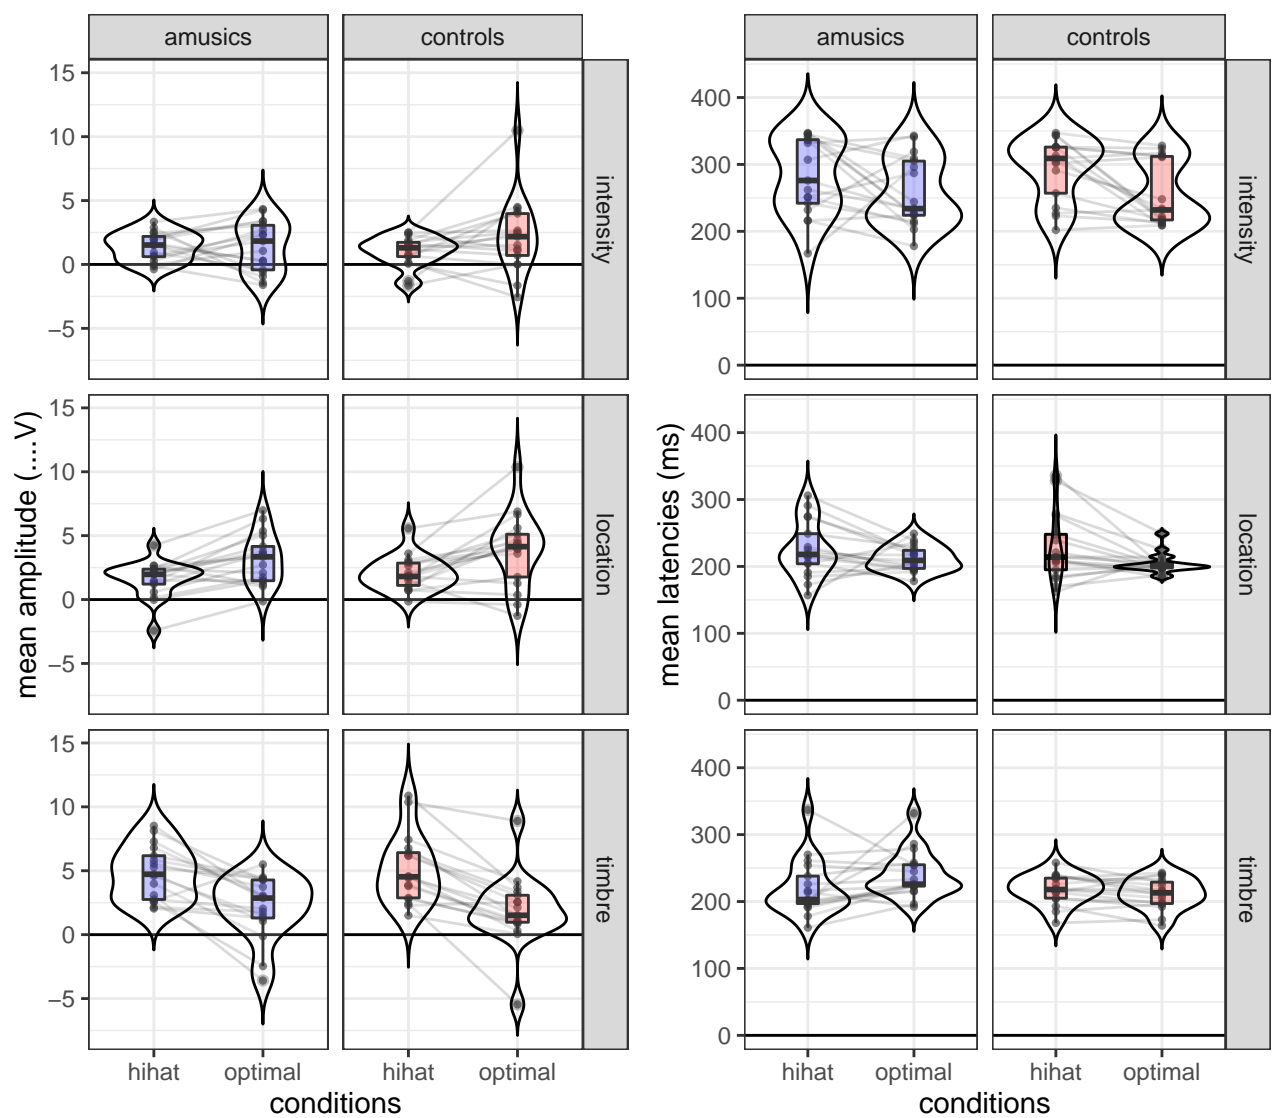 amusics controls
15
10
5
0
−5
intensity
15
10
5
0
−5
location
15
10
5
0
−5
timbre
hihat optimal hihat optimal
conditions
mean amplitude (....V)
amusics controls
400
300
200
100
0
intensity
400
300
200
100
0
location
400
300
200
100
0
timbre
hihat optimal hihat optimal
conditions
mean latencies (ms)